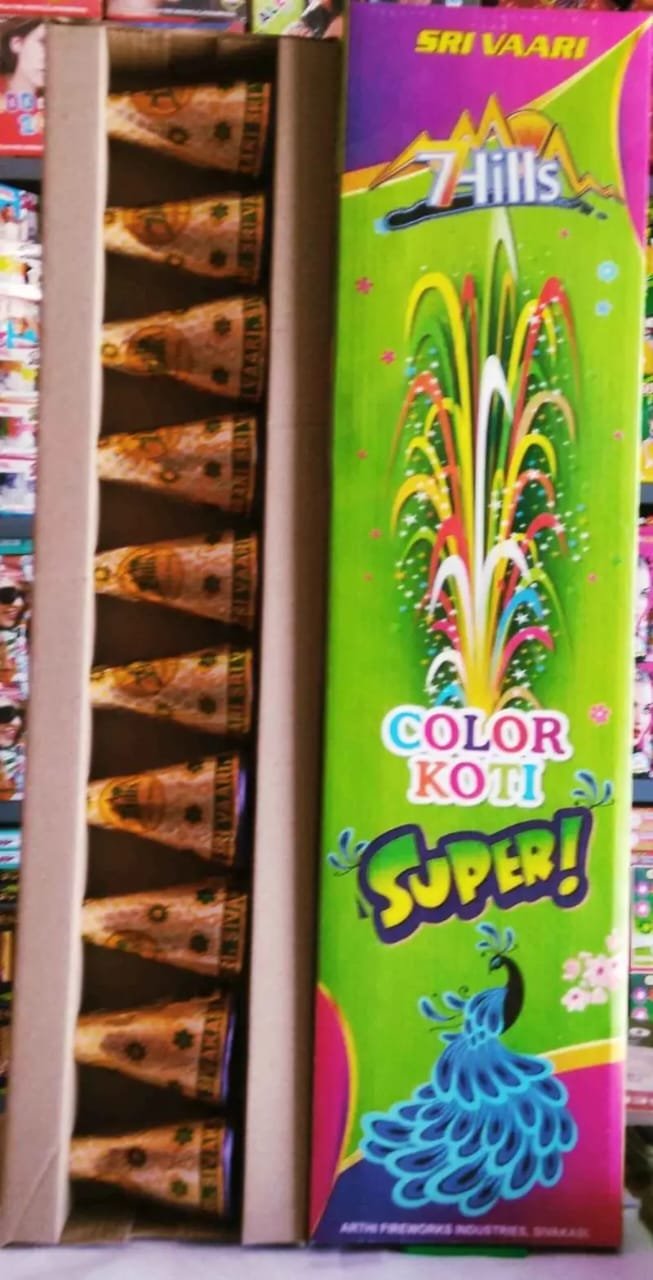 SRI VAARI
7Hills
COLOR
KOTI
SUPER!
ARTHI FIREWORKS INDUSTRIES, SIVAKASI.